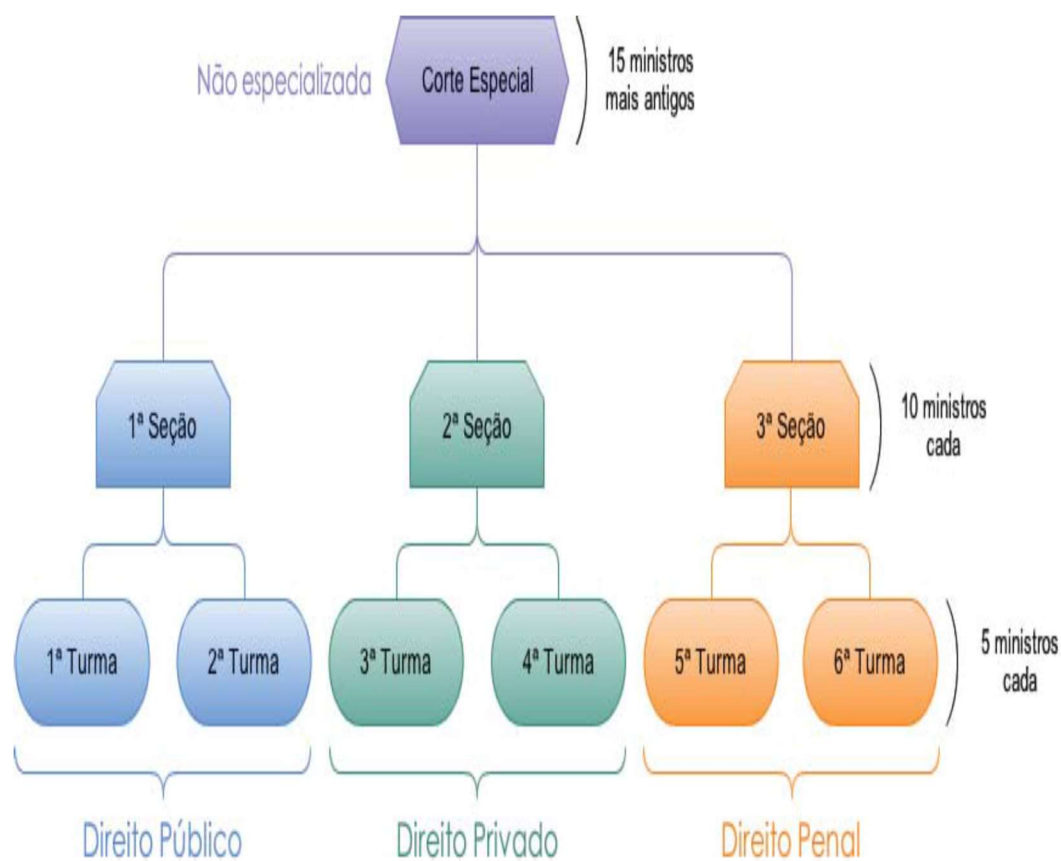 Não especializada
Corte Especial
15 ministros
mais antigos
1ª Seção
2ª Seção
3ª Seção
10 ministros
cada
1ª Turma
2ª Turma
3ª Turma
4ª Turma
5ª Turma
6ª Turma
5 ministros
cada
Direito Público
Direito Privado
Direito Penal